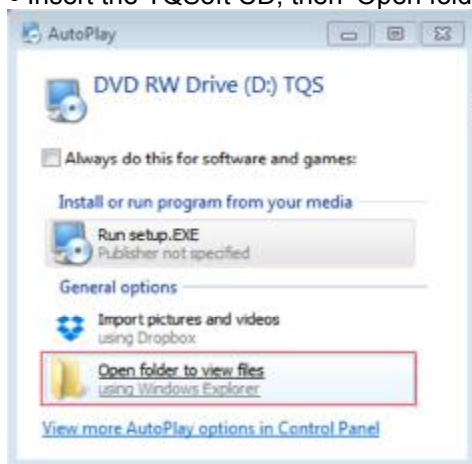 • Insert the TQSoft CD, then 'Open fold
AutoPlay
DVD RW Drive (D:) TQS
Always do this for software and games:
Install or run program from your media
Run setup.EXE
Publisher not specified
General options
Import pictures and videos
using Dropbox
Open folder to view files
using Windows Explorer
View more AutoPlay options in Control Panel